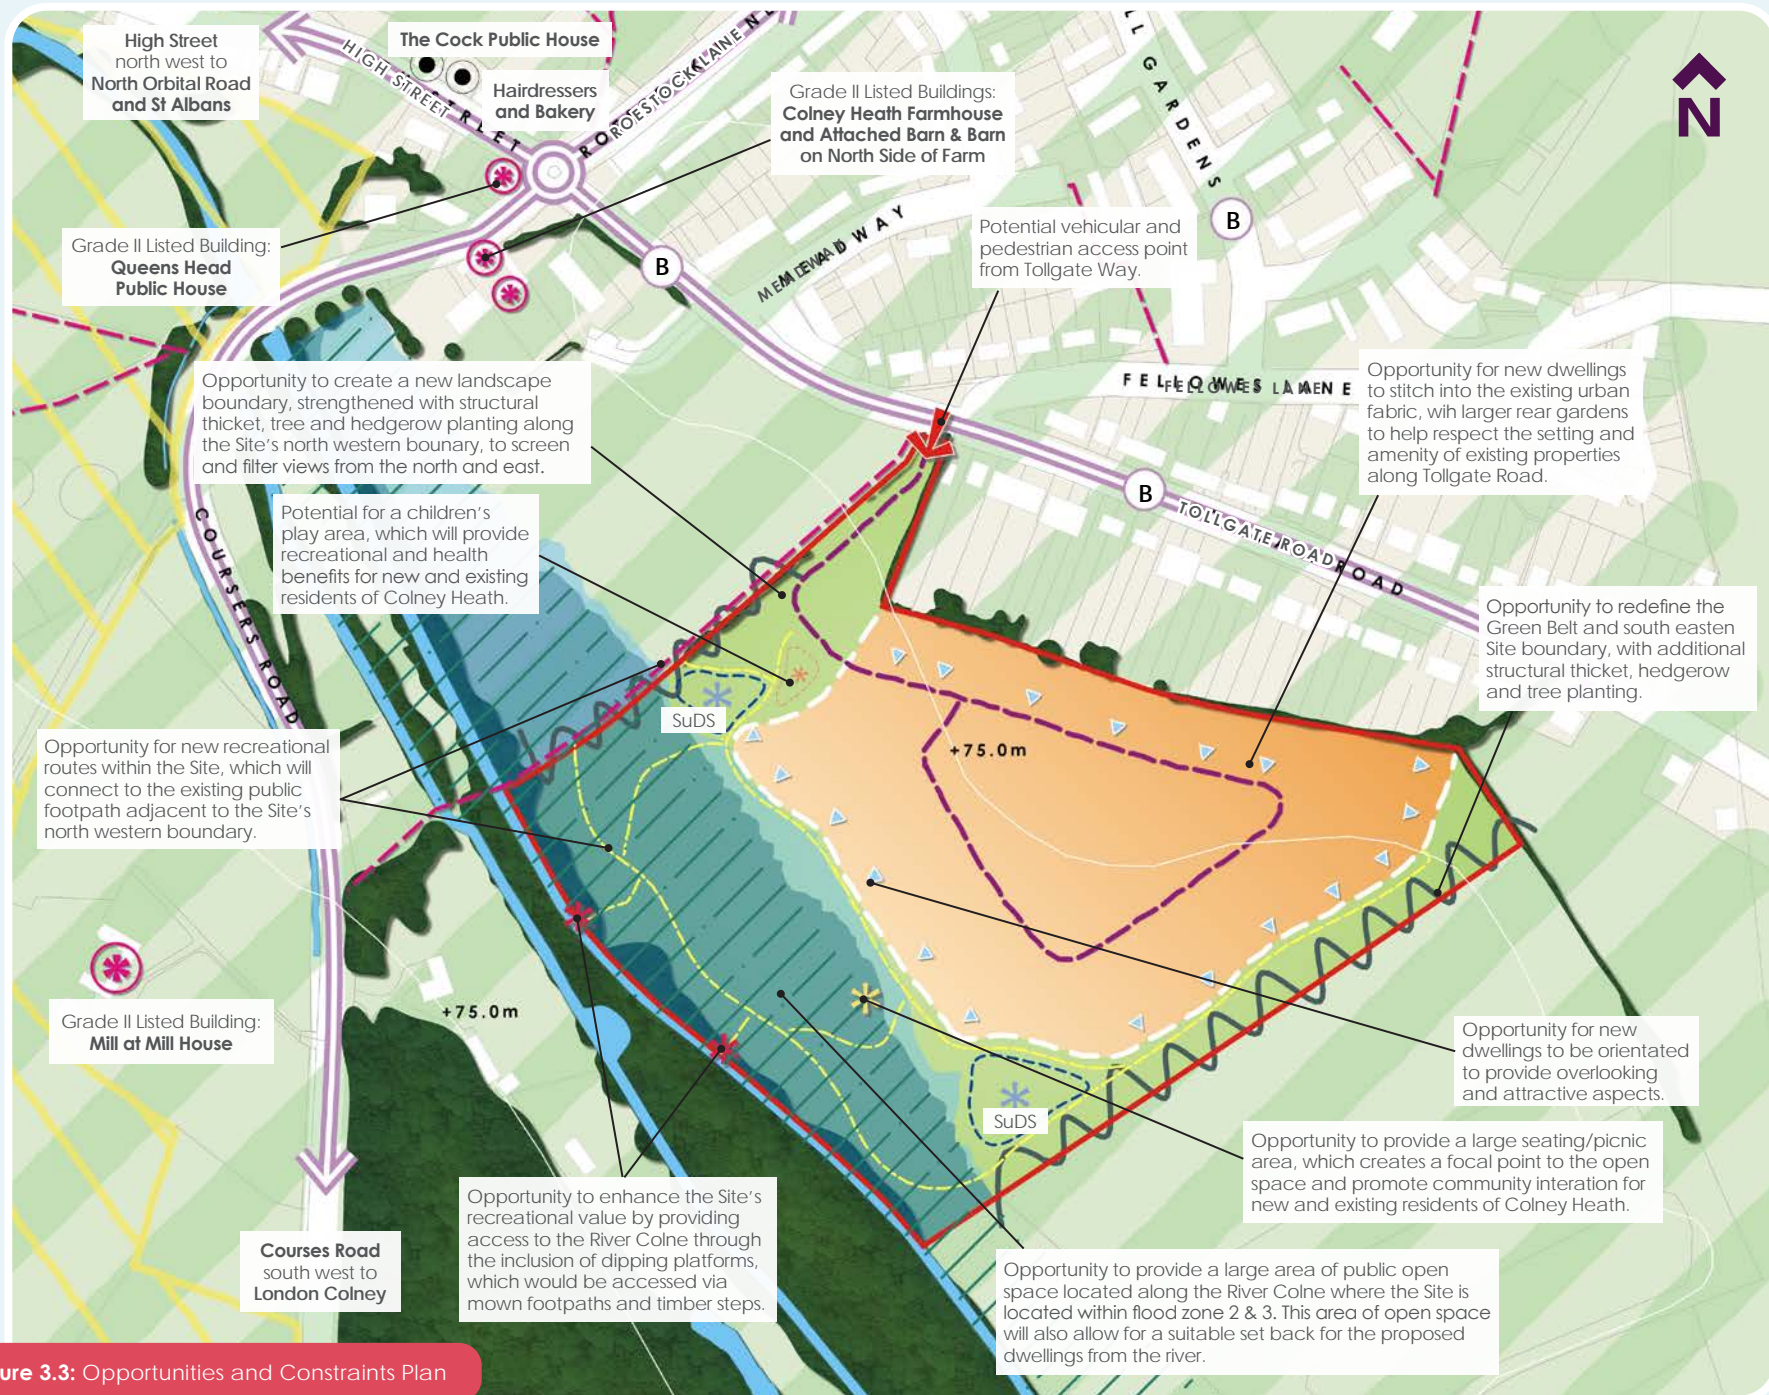 High Street
north west to
North Orbital Road
and St Albans
The Cock Public House
Hairdressers
and Bakery
HIGH STREET
ROESTOCK LANE
Grade II Listed Buildings:
Colney Heath Farmhouse
and Attached Barn & Barn
on North Side of Farm
GARDENS
N
B
Grade II Listed Building:
Queens Head
Public House
B
MEADWAY
MEADWAY
Potential vehicular and
pedestrian access point
from Tollgate Way.
FELLOWES LANE
FELLOWES LANE
Opportunity for new dwellings
to stitch into the existing urban
fabric, wih larger rear gardens
to help respect the setting and
amenity of existing properties
along Tollgate Road.
Opportunity to create a new landscape
boundary, strengthened with structural
thicket, tree and hedgerow planting along
the Site's north western bounary, to screen
and filter views from the north and east.
B
TOLLGATE ROAD
ROAD
Potential for a children's
play area, which will provide
recreational and health
benefits for new and existing
residents of Colney Heath.
COURSERS ROAD
Opportunity to redefine the
Green Belt and south easten
Site boundary, with additional
structural thicket, hedgerow
and tree planting.
SuDS
+75.0m
Opportunity for new recreational
routes within the Site, which will
connect to the existing public
footpath adjacent to the Site's
north western boundary.
+75.0m
Grade II Listed Building:
Mill at Mill House
Opportunity for new
dwellings to be orientated
to provide overlooking
and attractive aspects.
SuDS
Opportunity to provide a large seating/picnic
area, which creates a focal point to the open
space and promote community interation for
new and existing residents of Colney Heath.
Opportunity to enhance the Site's
recreational value by providing
access to the River Colne through
the inclusion of dipping platforms,
which would be accessed via
mown footpaths and timber steps.
Courses Road
south west to
London Colney
Opportunity to provide a large area of public open
space located along the River Colne where the Site is
located within flood zone 2 & 3. This area of open space
will also allow for a suitable set back for the proposed
dwellings from the river.
ure 3.3: Opportunities and Constraints Plan